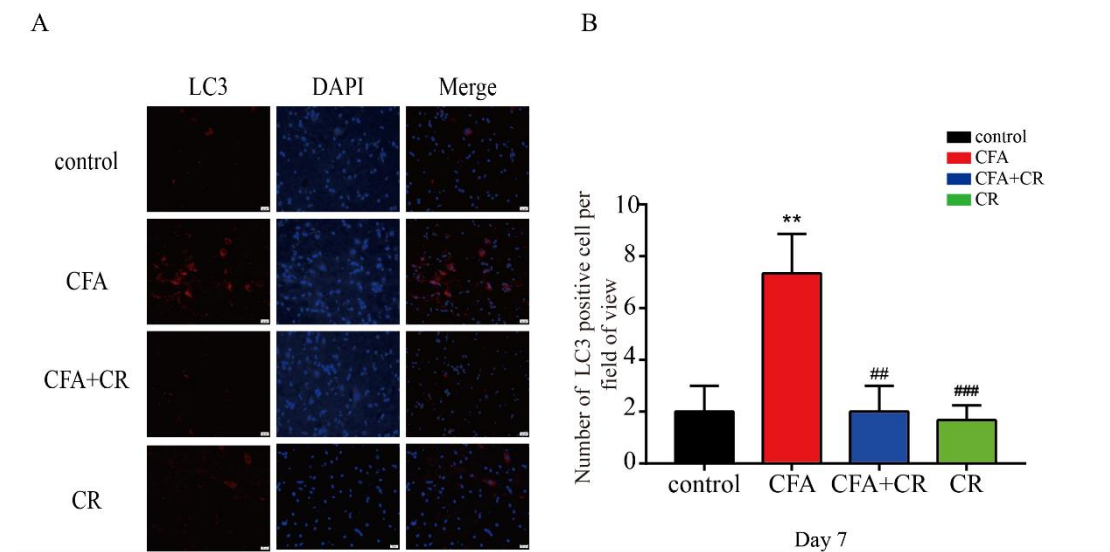 A
LC3 DAPI Merge
control
CFA
CFA+CR
CR
B
control
CFA
CFA+CR
CR
Number of LC3 positive cell per
field of view
10
8
6
4
2
0
**
##
###
control CFA CFA+CR CR
Day 7